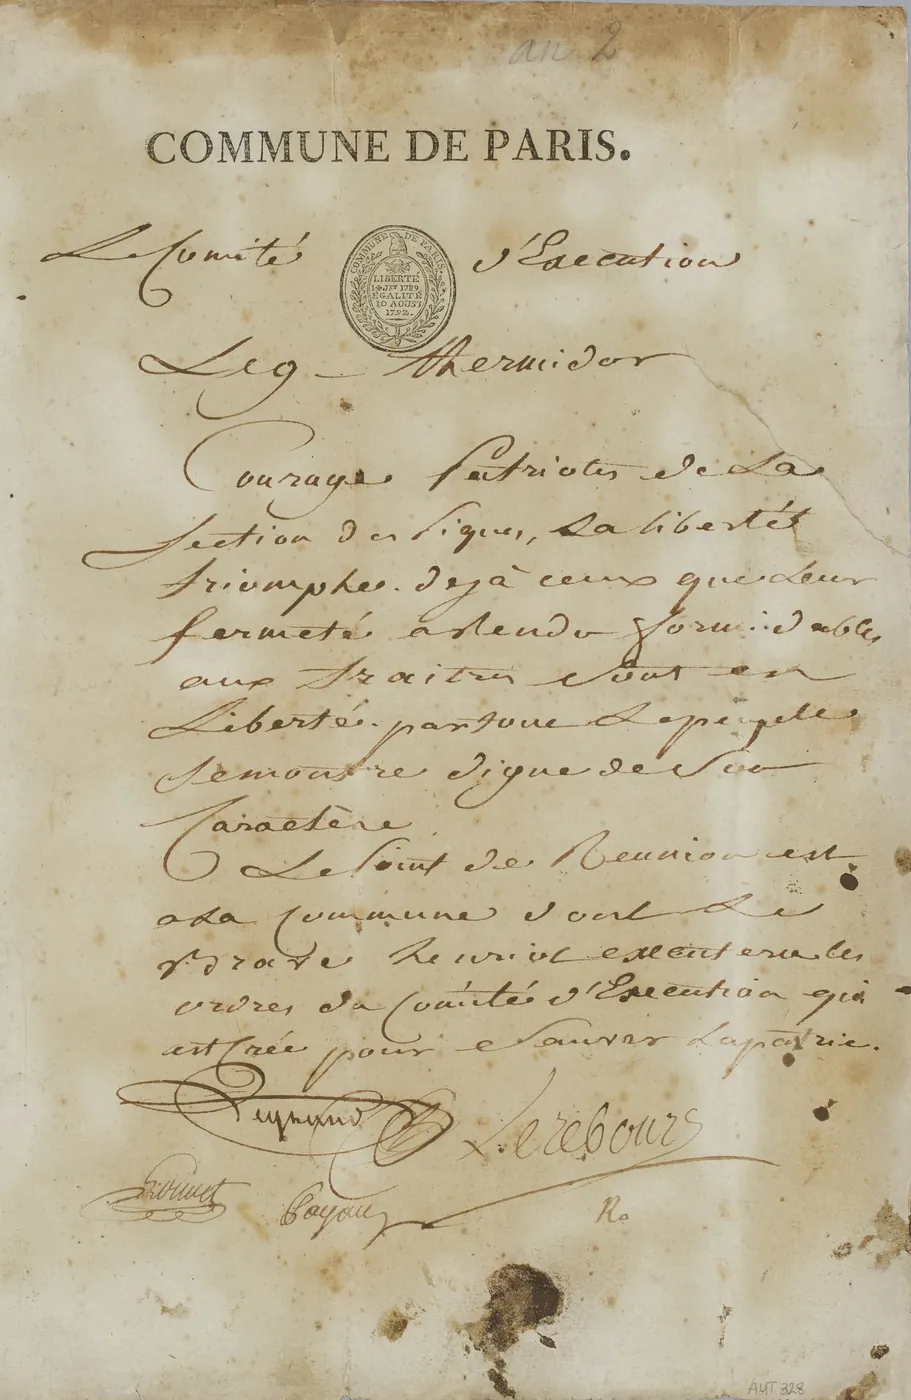 an 2
COMMUNE DE PARIS.
Le Comité d'Execution
COMMUNE DE PARIS.
LIBERTÉ
14 JET 1789
EGALITÉ
10 AOUST
1792.
Le 9 - thermidor
Courage Patriotes de La
Section des Piques, La liberté
triomphe. deja ceux que Leur
fermeté a Rendu formidables
aux traitres Sont en
Liberté. partout Le peuple
Se montre digne de Son
Caractère
Le Point de Reunion est
a La Commune dont Le
brave henriot executera les
ordres du Comité d'Execution qui
est Créé pour Sauver La patrie.
Legrand Lerebours
Payan Ro
AUT 328